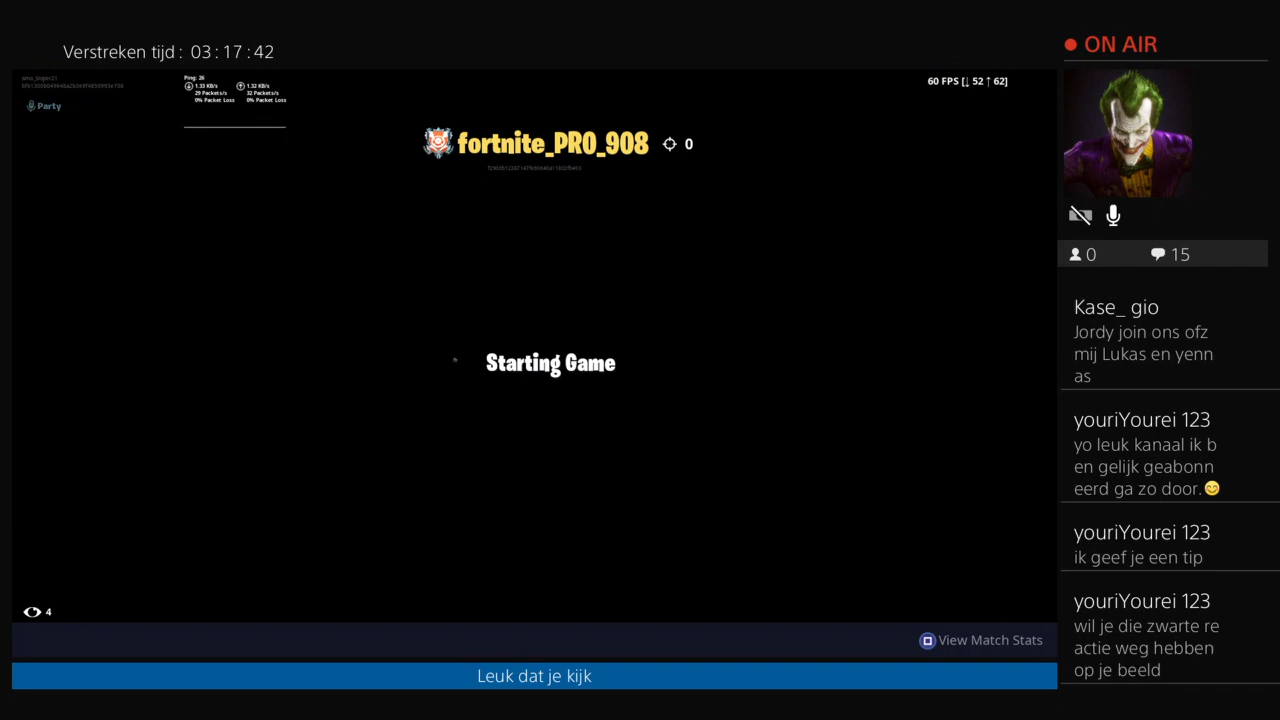 Verstreken tijd: 03:17:42
ON AIR
Ping: 26
1.33 KB/s
29 Packets/s
0% Packet Loss
1.32 KB/s
32 Packets/s
0% Packet Loss
Party
60 FPS [↓ 52 ↑ 62]
fortnite_PRO_908 0
Starting Game
4
View Match Stats
Leuk dat je kijk
0 15
Kase_ gio
Jordy join ons ofz
mij Lukas en yenn
as
youriYourei 123
yo leuk kanaal ik b
en gelijk geabonn
eerd ga zo door.😊
youriYourei 123
ik geef je een tip
youriYourei 123
wil je die zwarte re
actie weg hebben
op je beeld